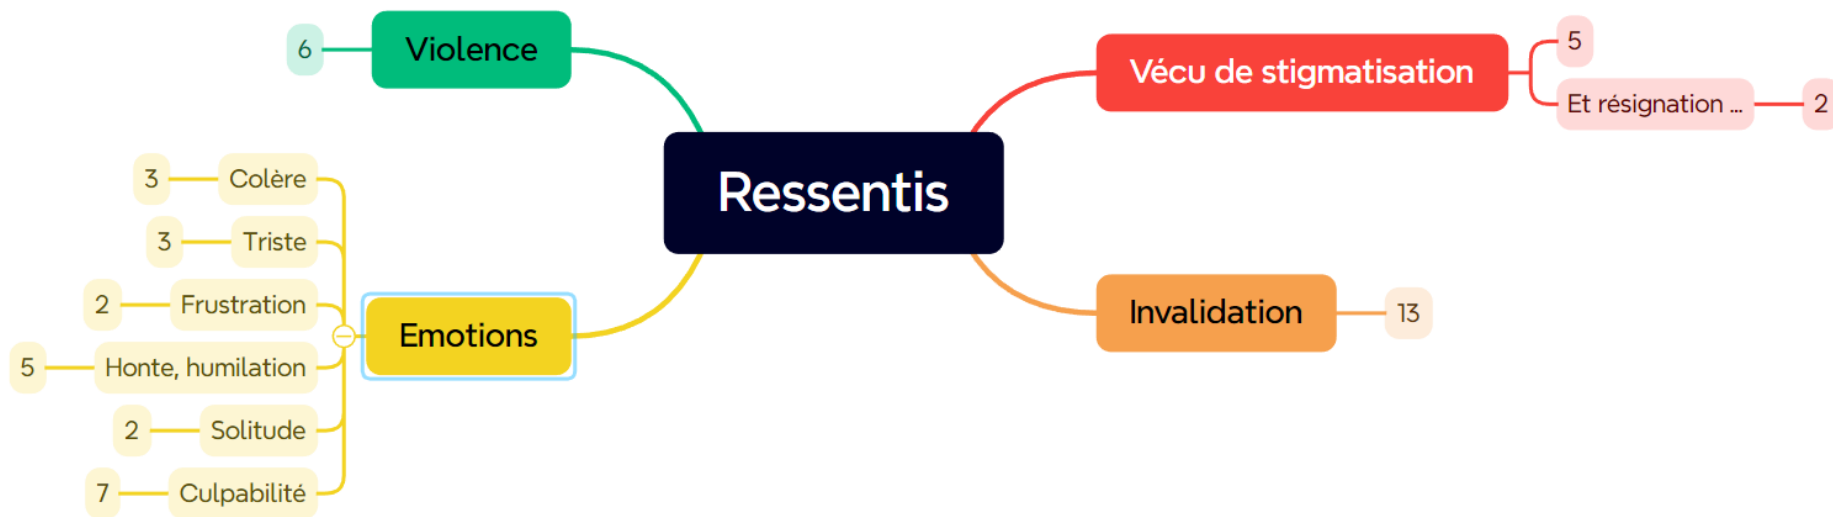 6
Violence
Vécu de stigmatisation
5
Et résignation ...
2
Ressentis
3
Colère
3
Triste
2
Frustration
5
Honte, humilation
2
Solitude
7
Culpabilité
Emotions
Invalidation
13